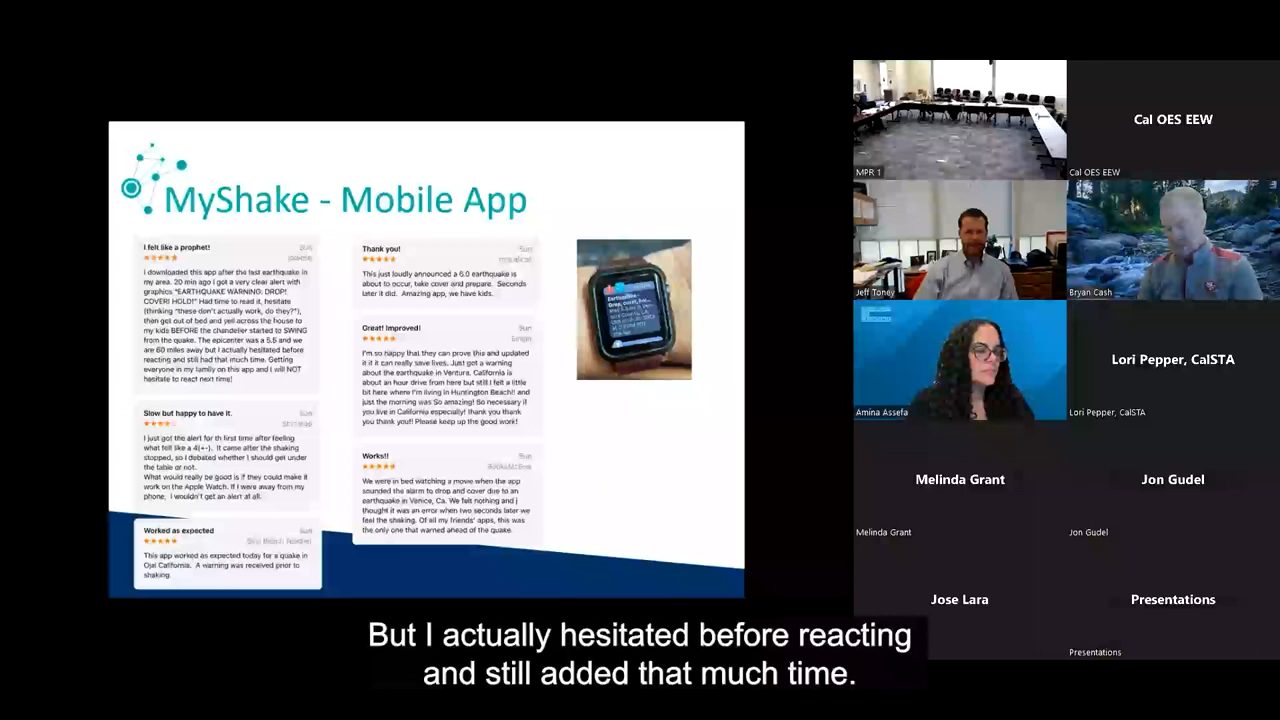 MyShake - Mobile App
I felt like a prophet!
Sun
I downloaded this app after the last earthquake in
my area. 20 min ago I got a very clear alert with
graphics "EARTHQUAKE WARNING: DROP!
COVER! HOLD!" Had time to read it, hesitate
(thinking "these don't actually work, do they?"),
then get out of bed and yell across the house to
my kids BEFORE the chandelier started to SWING
from the quake. The epicenter was a 5.5 and we
are 60 miles away but I actually hesitated before
reacting and still had that much time. Getting
everyone in my family on this app and I will NOT
hesitate to react next time!
Slow but happy to have it.
Sun
I just got the alert for th first time after feeling
what felt like a 4(+-). It came after the shaking
stopped, so I debated whether I should get under
the table or not.
What would really be good is if they could make it
work on the Apple Watch. If I were away from my
phone, I wouldn't get an alert at all.
Worked as expected
Sun
This app worked as expected today for a quake in
Ojai California. A warning was received prior to
shaking.
Thank you!
Sun
This just loudly announced a 6.0 earthquake is
about to occur, take cover and prepare. Seconds
later it did. Amazing app, we have kids.
Great! Improved!
Sun
I'm so happy that they can prove this and updated
it it it can really save lives. Just got a warning
about the earthquake in Ventura. California is
about an hour drive from here but still I felt a little
bit here where I'm living in Huntington Beach!! and
just the morning was So amazing! So necessary if
you live in California especially! thank you thank
you thank you!! Please keep up the good work!
Works!!
Sun
We were in bed watching a move when the app
sounded the alarm to drop and cover due to an
earthquake in Venice, Ca. We felt nothing and I
thought it was an error when two seconds later we
feel the shaking. Of all my friends' apps, this was
the only one that warned ahead of the quake.
MPR 1
Cal OES EEW
Cal OES EEW
Jeff Toney
Bryan Cash
Amina Assefa
Lori Pepper, CalSTA
Lori Pepper, CalSTA
Melinda Grant
Melinda Grant
Jon Gudel
Jon Gudel
Jose Lara
Presentations
Presentations
But I actually hesitated before reacting
and still added that much time.